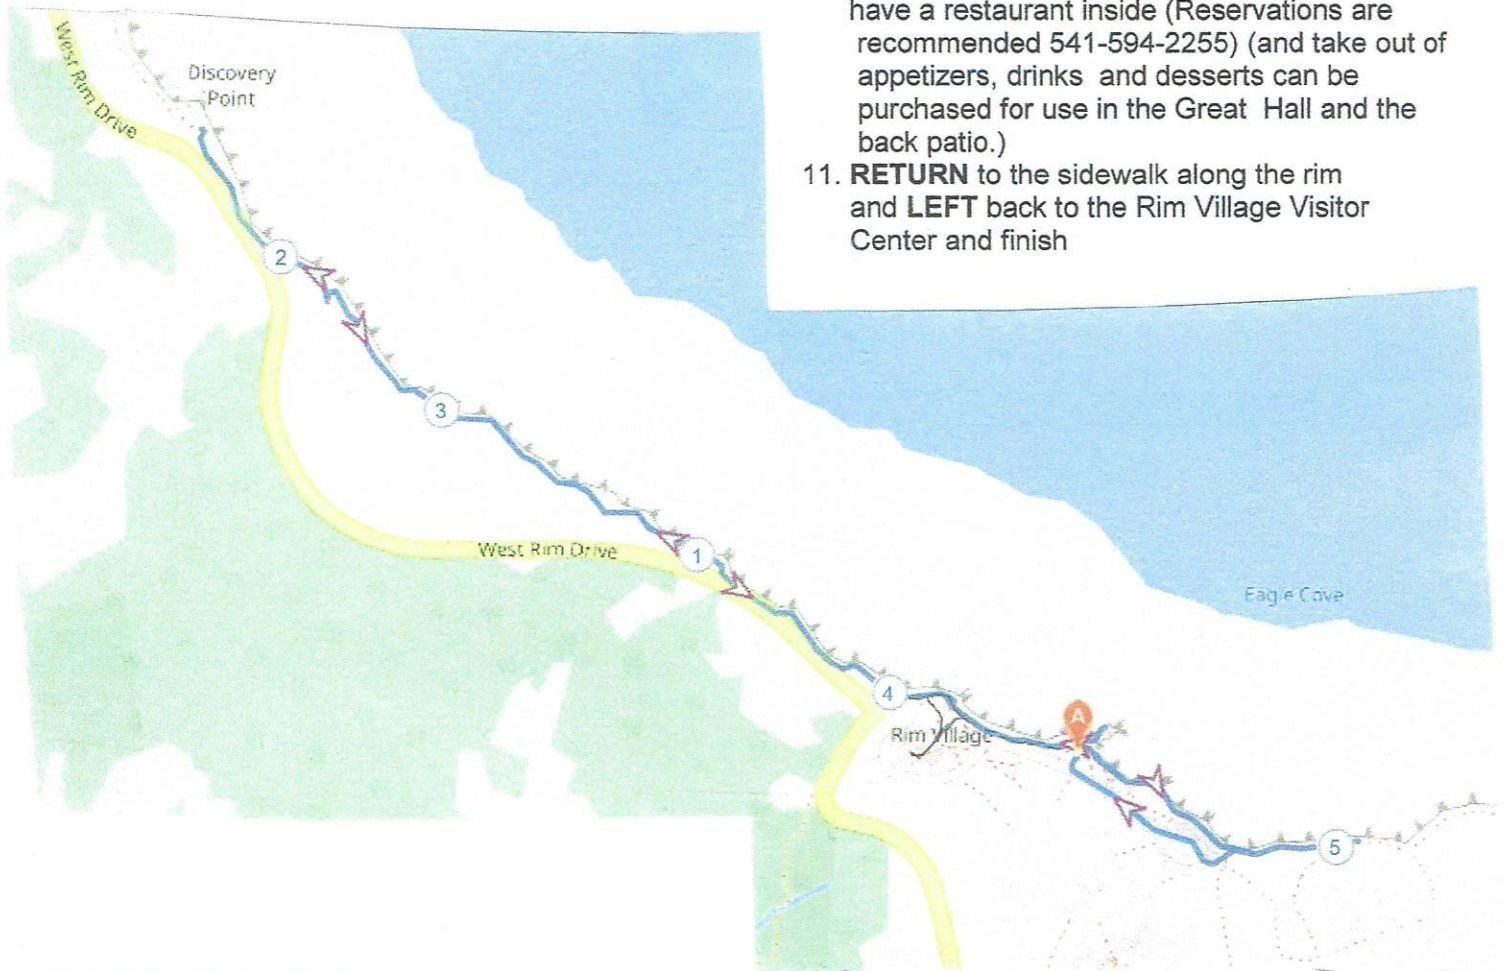 have a restaurant inside (Reservations are
recommended 541-594-2255) (and take out of
appetizers, drinks and desserts can be
purchased for use in the Great Hall and the
back patio.)
11. RETURN to the sidewalk along the rim
and LEFT back to the Rim Village Visitor
Center and finish
West Rim Drive
Discovery
Point
2
3
West Rim Drive
1
Eagle Cove
4
A
Rim Village
5